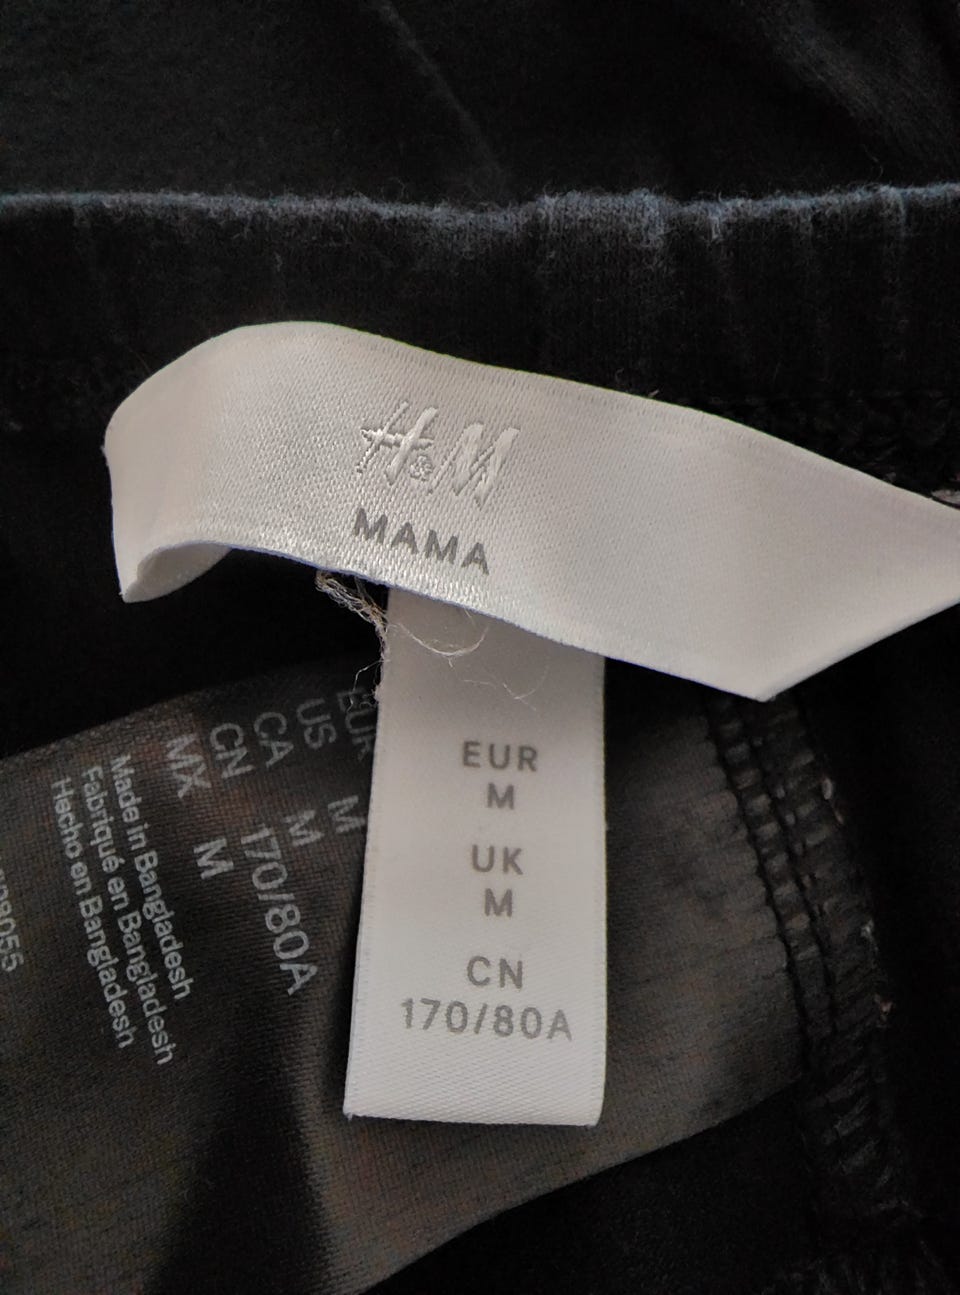 H&M
MAMA
EUR
M
UK
M
CN
170/80A
EUR M
US M
CA M
CN 170/80A
MX M
Made in Bangladesh
Fabriqué en Bangladesh
Hecho en Bangladesh